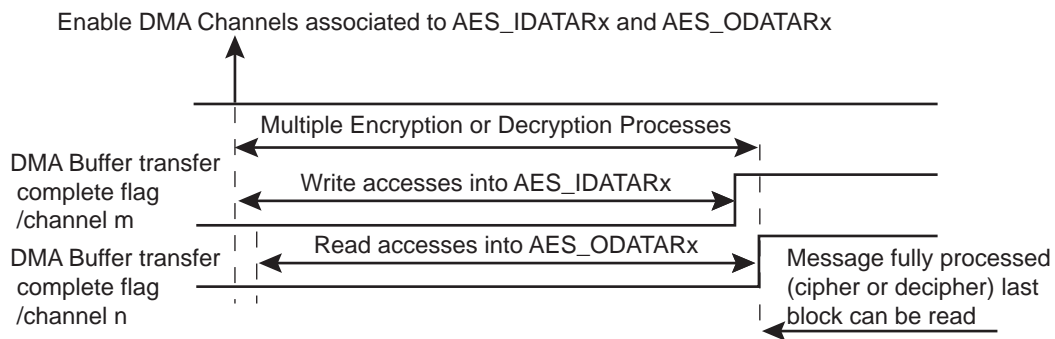 Enable DMA Channels associated to AES_IDATARx and AES_ODATARx
Multiple Encryption or Decryption Processes
DMA Buffer transfer
complete flag
/channel m
Write accesses into AES_IDATARx
DMA Buffer transfer
complete flag
/channel n
Read accesses into AES_ODATARx
Message fully processed
(cipher or decipher) last
block can be read